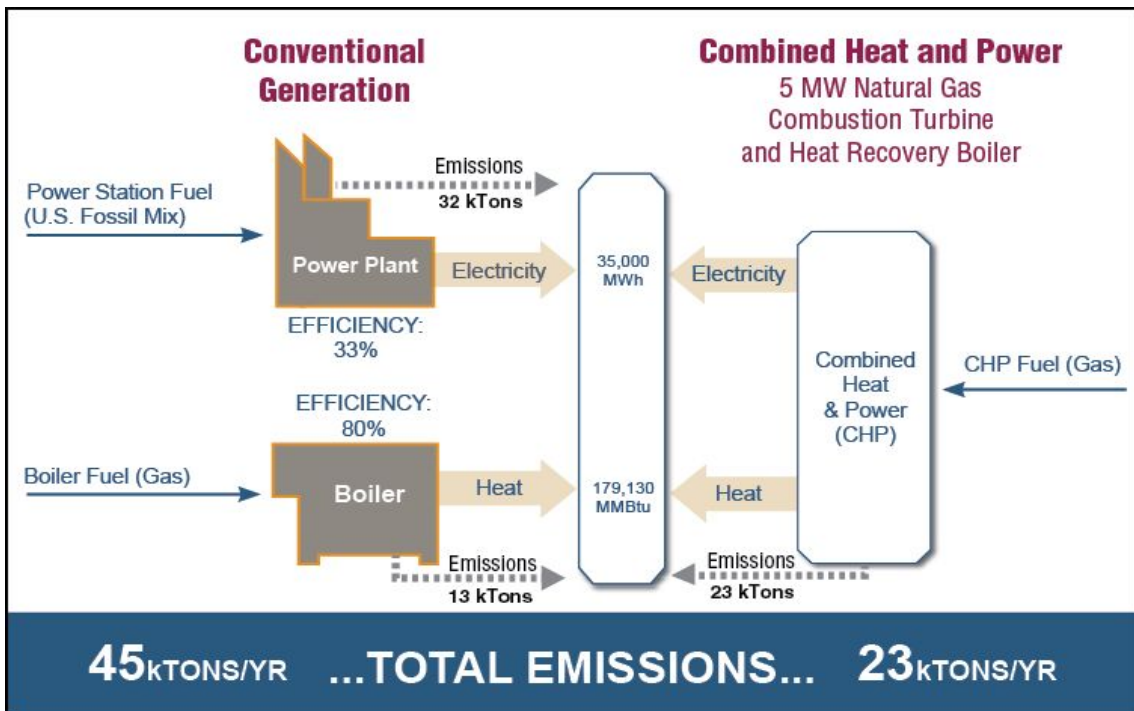 Conventional
Generation
Combined Heat and Power
5 MW Natural Gas
Combustion Turbine
and Heat Recovery Boiler
Power Station Fuel
(U.S. Fossil Mix)
Emissions
32 kTons
Power Plant
Electricity
35,000
MWh
Electricity
EFFICIENCY:
33%
Combined
Heat
& Power
(CHP)
CHP Fuel (Gas)
EFFICIENCY:
80%
Boiler Fuel (Gas)
Boiler
Heat
179,130
MMBtu
Heat
Emissions
13 kTons
Emissions
23 kTons
45kTONS/YR ...TOTAL EMISSIONS... 23kTONS/YR